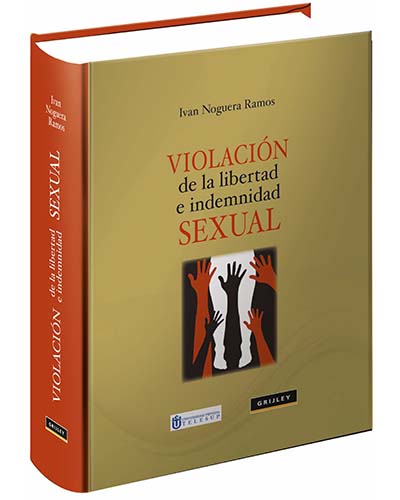 Ivan Noguera Ramos
VIOLACIÓN
de la libertad
e indemnidad
SEXUAL
TELESUP
GRIJLEY
Ivan
Noguera
Ramos
VIOLACIÓN de la libertad e indemnidad SEXUAL
GRIJLEY